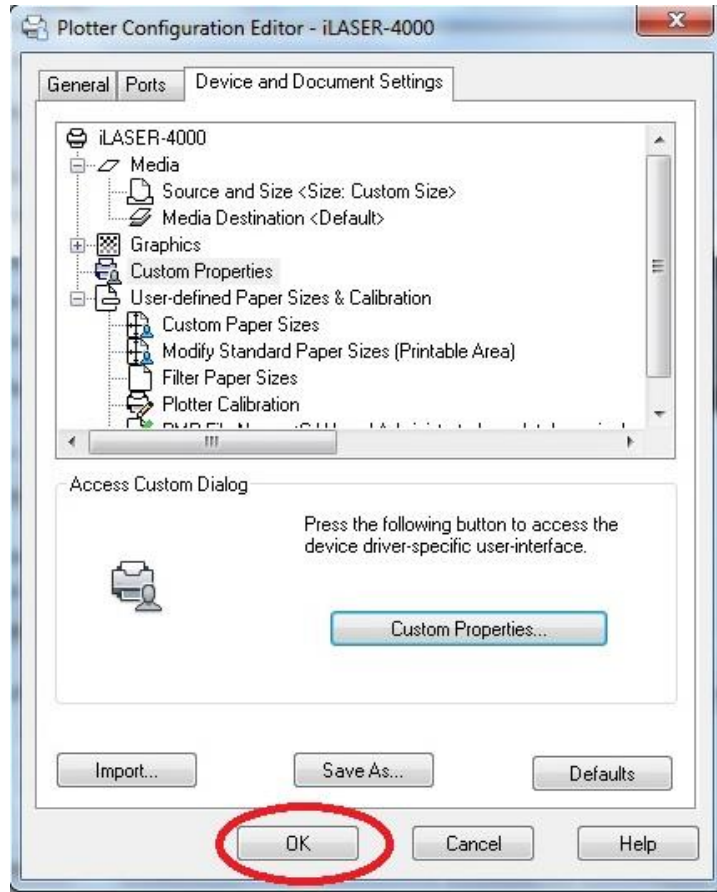 Plotter Configuration Editor - iLASER-4000
General Ports Device and Document Settings
iLASER-4000
Media
Source and Size <Size: Custom Size>
Media Destination <Default>
Graphics
Custom Properties
User-defined Paper Sizes & Calibration
Custom Paper Sizes
Modify Standard Paper Sizes (Printable Area)
Filter Paper Sizes
Plotter Calibration
Access Custom Dialog
Press the following button to access the
device driver-specific user-interface.
Custom Properties...
Import... Save As... Defaults
OK Cancel Help